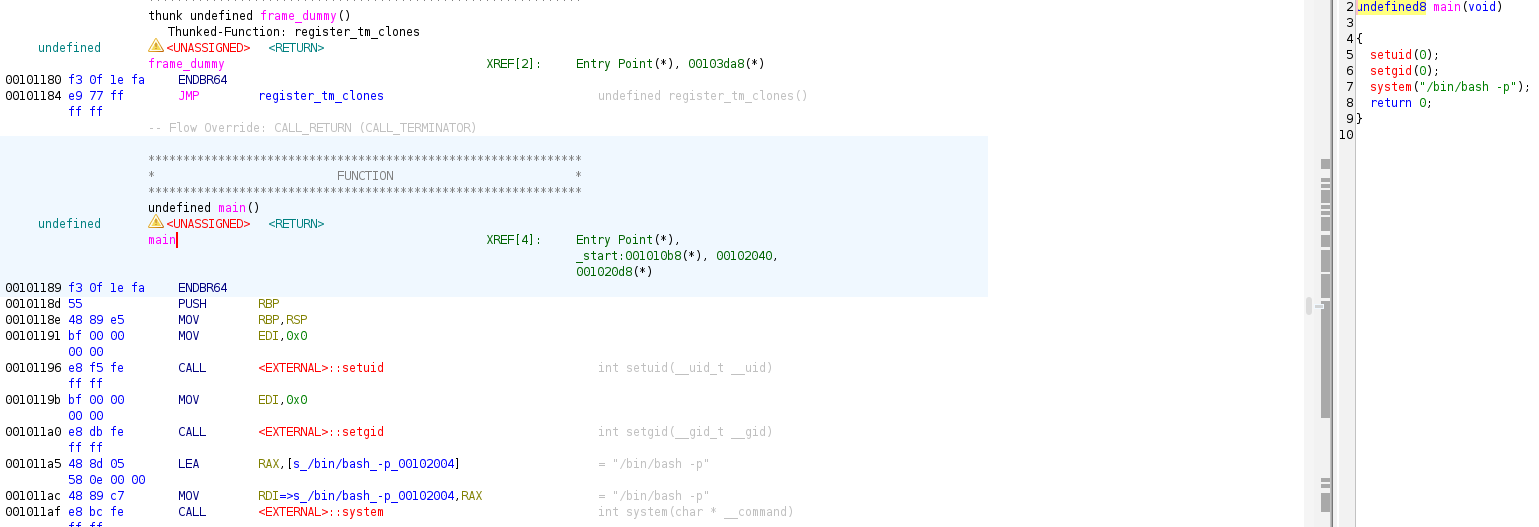 thunk undefined frame_dummy()
Thunked-Function: register_tm_clones
undefined <UNASSIGNED> <RETURN>
frame_dummy XREF[2]: Entry Point(*), 00103da8(*)
00101180 f3 0f 1e fa ENDBR64
00101184 e9 77 ff JMP register_tm_clones undefined register_tm_clones()
ff ff
-- Flow Override: CALL_RETURN (CALL_TERMINATOR)
**************************************************************
* FUNCTION *
**************************************************************
undefined main()
undefined <UNASSIGNED> <RETURN>
main XREF[4]: Entry Point(*),
_start:001010b8(*), 00102040,
001020d8(*)
00101189 f3 0f 1e fa ENDBR64
0010118d 55 PUSH RBP
0010118e 48 89 e5 MOV RBP,RSP
00101191 bf 00 00 MOV EDI,0x0
00 00
00101196 e8 f5 fe CALL <EXTERNAL>::setuid int setuid(__uid_t __uid)
ff ff
0010119b bf 00 00 MOV EDI,0x0
00 00
001011a0 e8 db fe CALL <EXTERNAL>::setgid int setgid(__gid_t __gid)
ff ff
001011a5 48 8d 05 LEA RAX,[s_/bin/bash_-p_00102004] = "/bin/bash -p"
58 0e 00 00
001011ac 48 89 c7 MOV RDI=>s_/bin/bash_-p_00102004,RAX = "/bin/bash -p"
001011af e8 bc fe CALL <EXTERNAL>::system int system(char * __command)
ff ff
2 undefined8 main(void)
3
4 {
5 setuid(0);
6 setgid(0);
7 system("/bin/bash -p");
8 return 0;
9 }
10